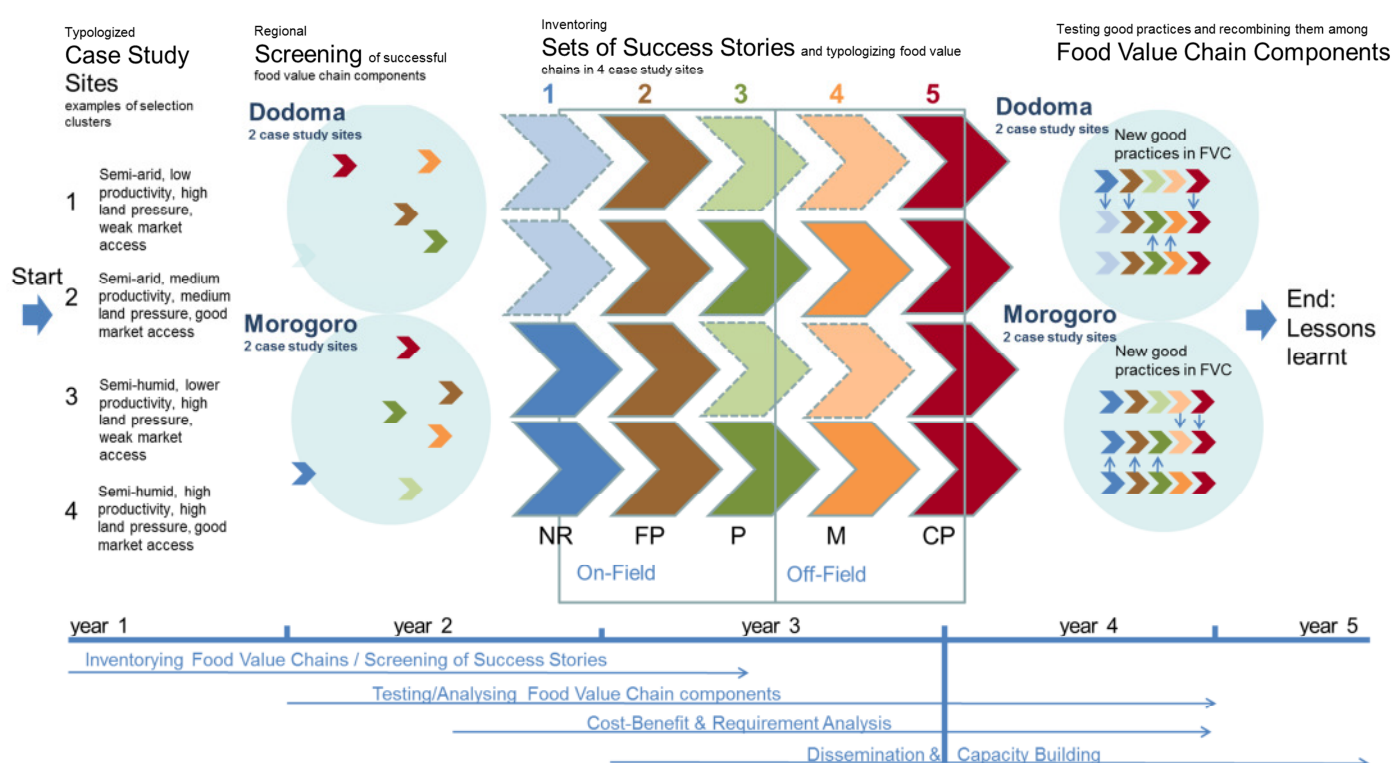 Typologized
Case Study
Sites
examples of selection
clusters
Regional
Screening of successful
food value chain components
Inventoring
Sets of Success Stories and typologizing food value
chains in 4 case study sites
Testing good practices and recombining them among
Food Value Chain Components
1 2 3 4 5
Dodoma
2 case study sites
Dodoma
2 case study sites
New good
practices in FVC
1
Semi-arid, low
productivity, high
land pressure,
weak market
access
Start
2
Semi-arid, medium
productivity, medium
land pressure, good
market access
Morogoro
2 case study sites
Morogoro
2 case study sites
New good
practices in FVC
End:
Lessons
learnt
3
Semi-humid, lower
productivity, high
land pressure,
weak market
access
4
Semi-humid, high
productivity, high
land pressure, good
market access
NR FP P M CP
On-Field Off-Field
year 1 year 2 year 3 year 4 year 5
Inventorying Food Value Chains / Screening of Success Stories
Testing/Analysing Food Value Chain components
Cost-Benefit & Requirement Analysis
Dissemination & Capacity Building